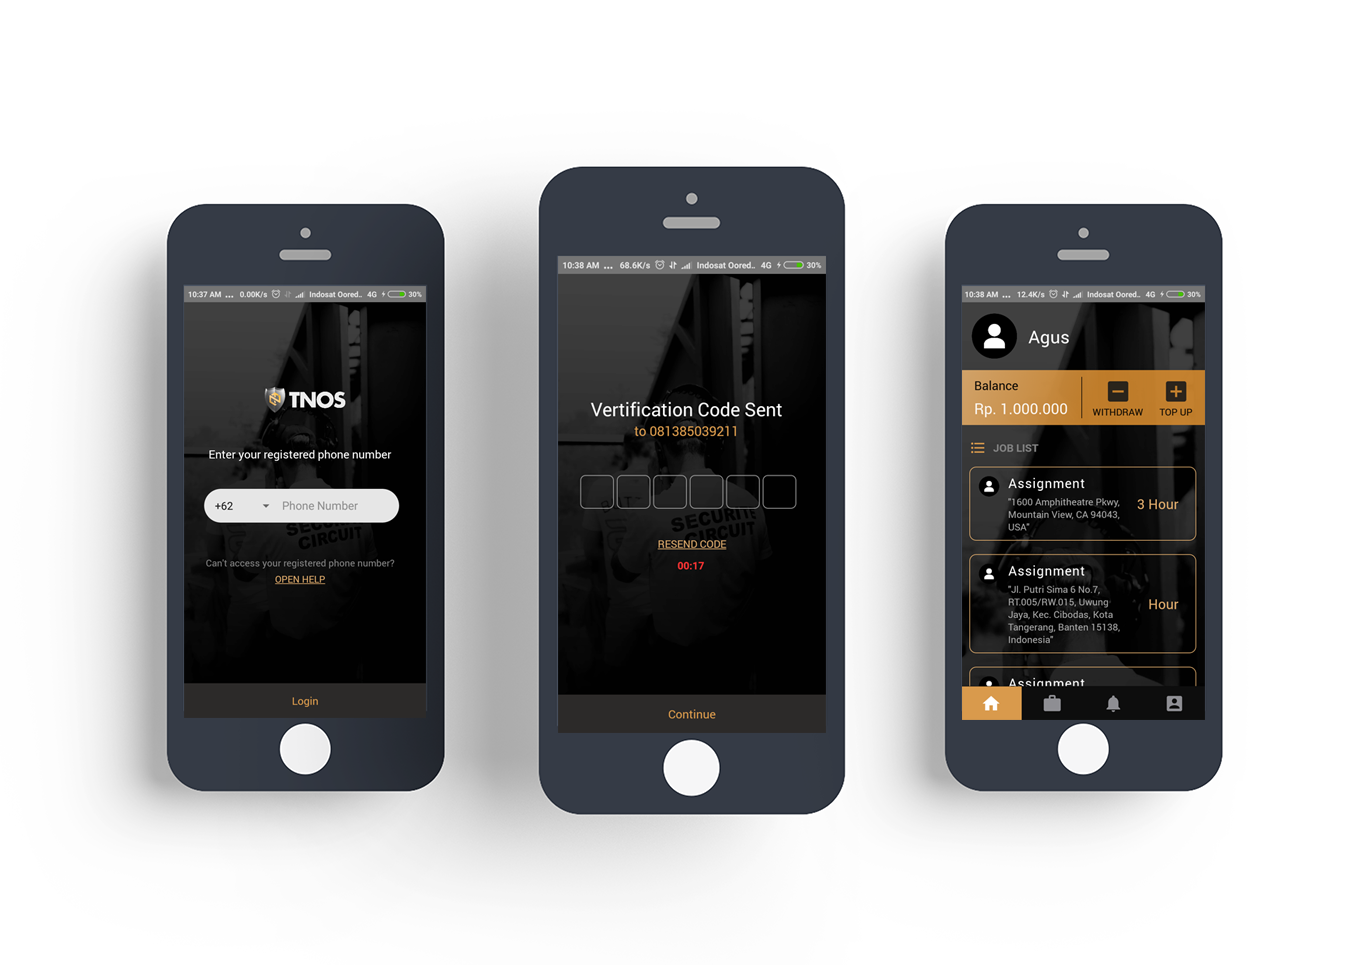 10:37 AM ... 0.00K/s Indosat Oored.. 4G 30%
TNOS
Enter your registered phone number
+62 Phone Number
SECURITE
CIRCUIT
Can't access your registered phone number?
OPEN HELP
Login
10:38 AM ... 68.6K/s Indosat Oored.. 4G 30%
Vertification Code Sent
to 081385039211
SECURITE
CIRCUIT
RESEND CODE
00:17
Continue
10:38 AM ... 12.4K/s Indosat Oored.. 4G 30%
Agus
Balance
Rp. 1.000.000
WITHDRAW
TOP UP
JOB LIST
Assignment
"1600 Amphitheatre Pkwy,
Mountain View, CA 94043,
USA"
3 Hour
Assignment
"Jl. Putri Sima 6 No.7,
RT.005/RW.015, Uwung
Jaya, Kec. Cibodas, Kota
Tangerang, Banten 15138,
Indonesia"
Hour
Assignment